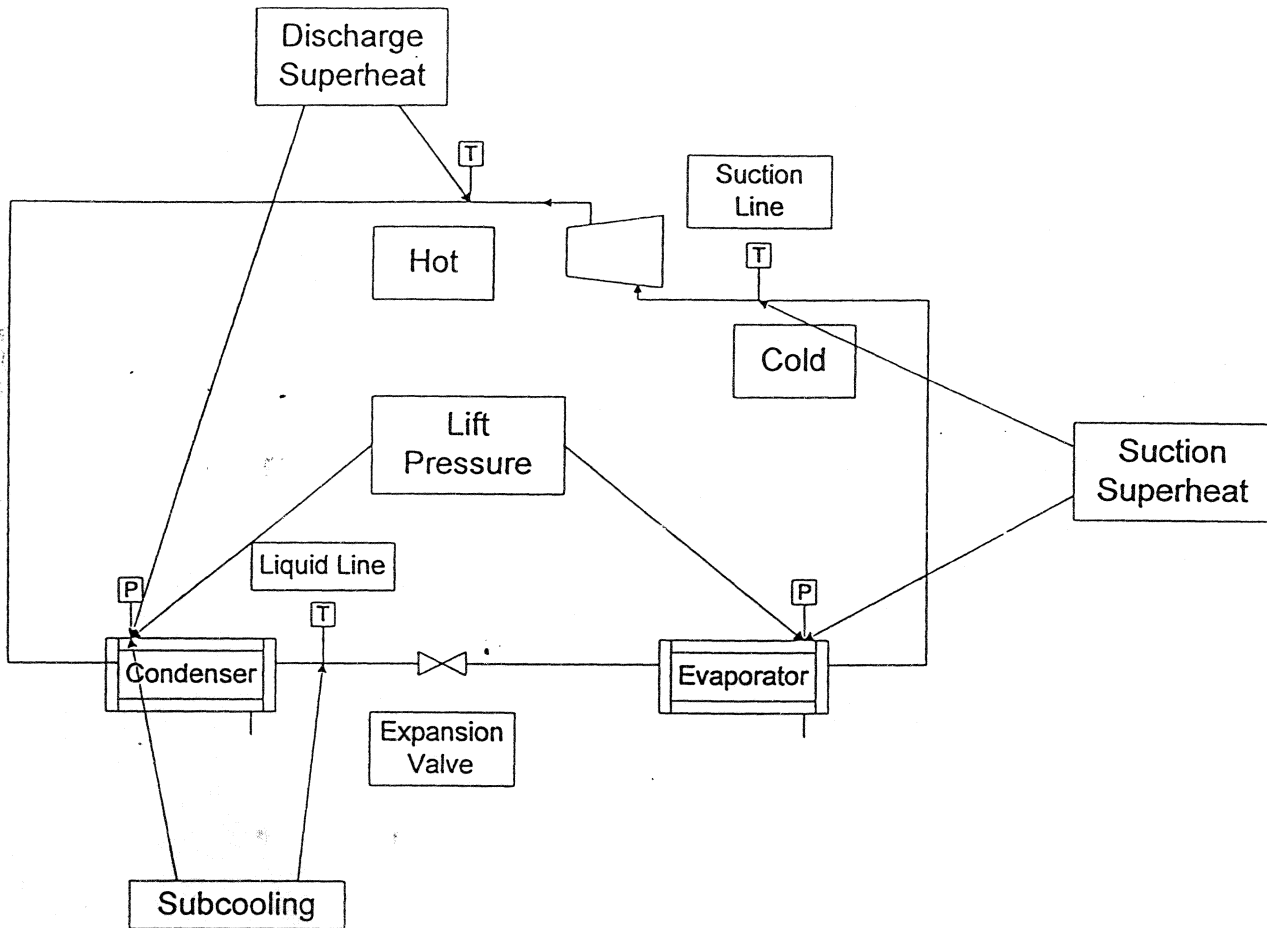 Discharge
Superheat
T
Suction
Line
Hot
T
Cold
Lift
Pressure
Suction
Superheat
Liquid Line
P
T
P
Condenser
Evaporator
Expansion
Valve
Subcooling